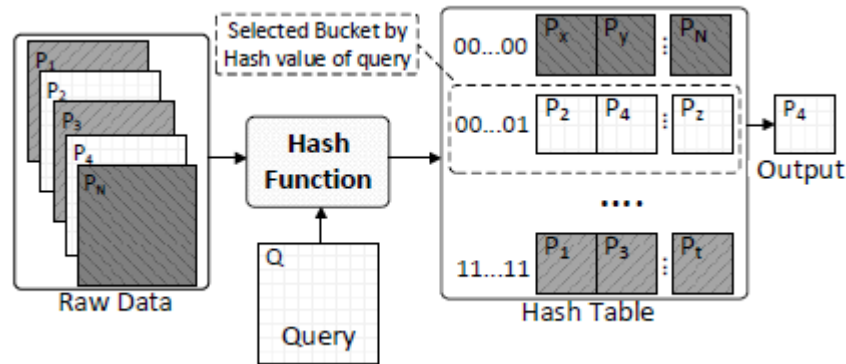 P1
P2
P3
P4
PN
Raw Data
Hash
Function
Q
Query
Selected Bucket by
Hash value of query
00...00 Px Py ⋮ PN
00...01 P2 P4 ⋮ Pz
....
11...11 P1 P3 ⋮ Pt
Hash Table
P4
Output